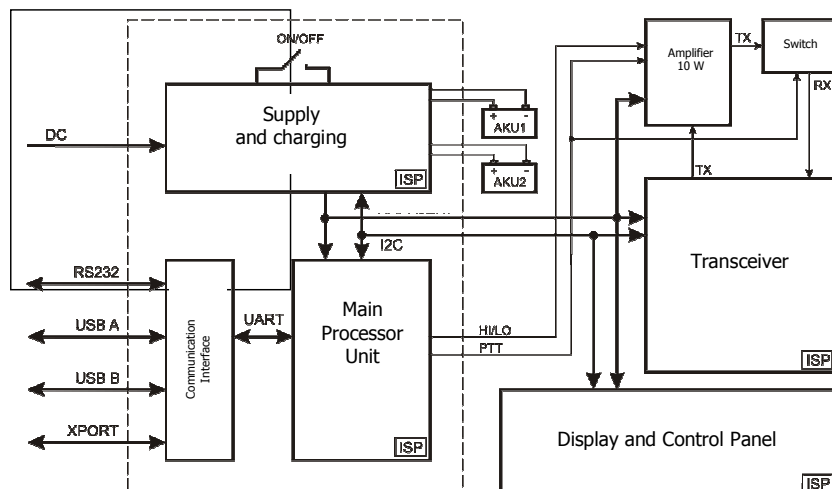 ON/OFF
Supply
and charging
ISP
DC
+ -
AKU1
+ -
AKU2
Amplifier
10 W
TX
Switch
RX
TX
I2C
Transceiver
ISP
RS232
USB A
USB B
XPORT
Communication
Interface
UART
Main
Processor
Unit
ISP
HI/LO
PTT
Display and Control Panel
ISP